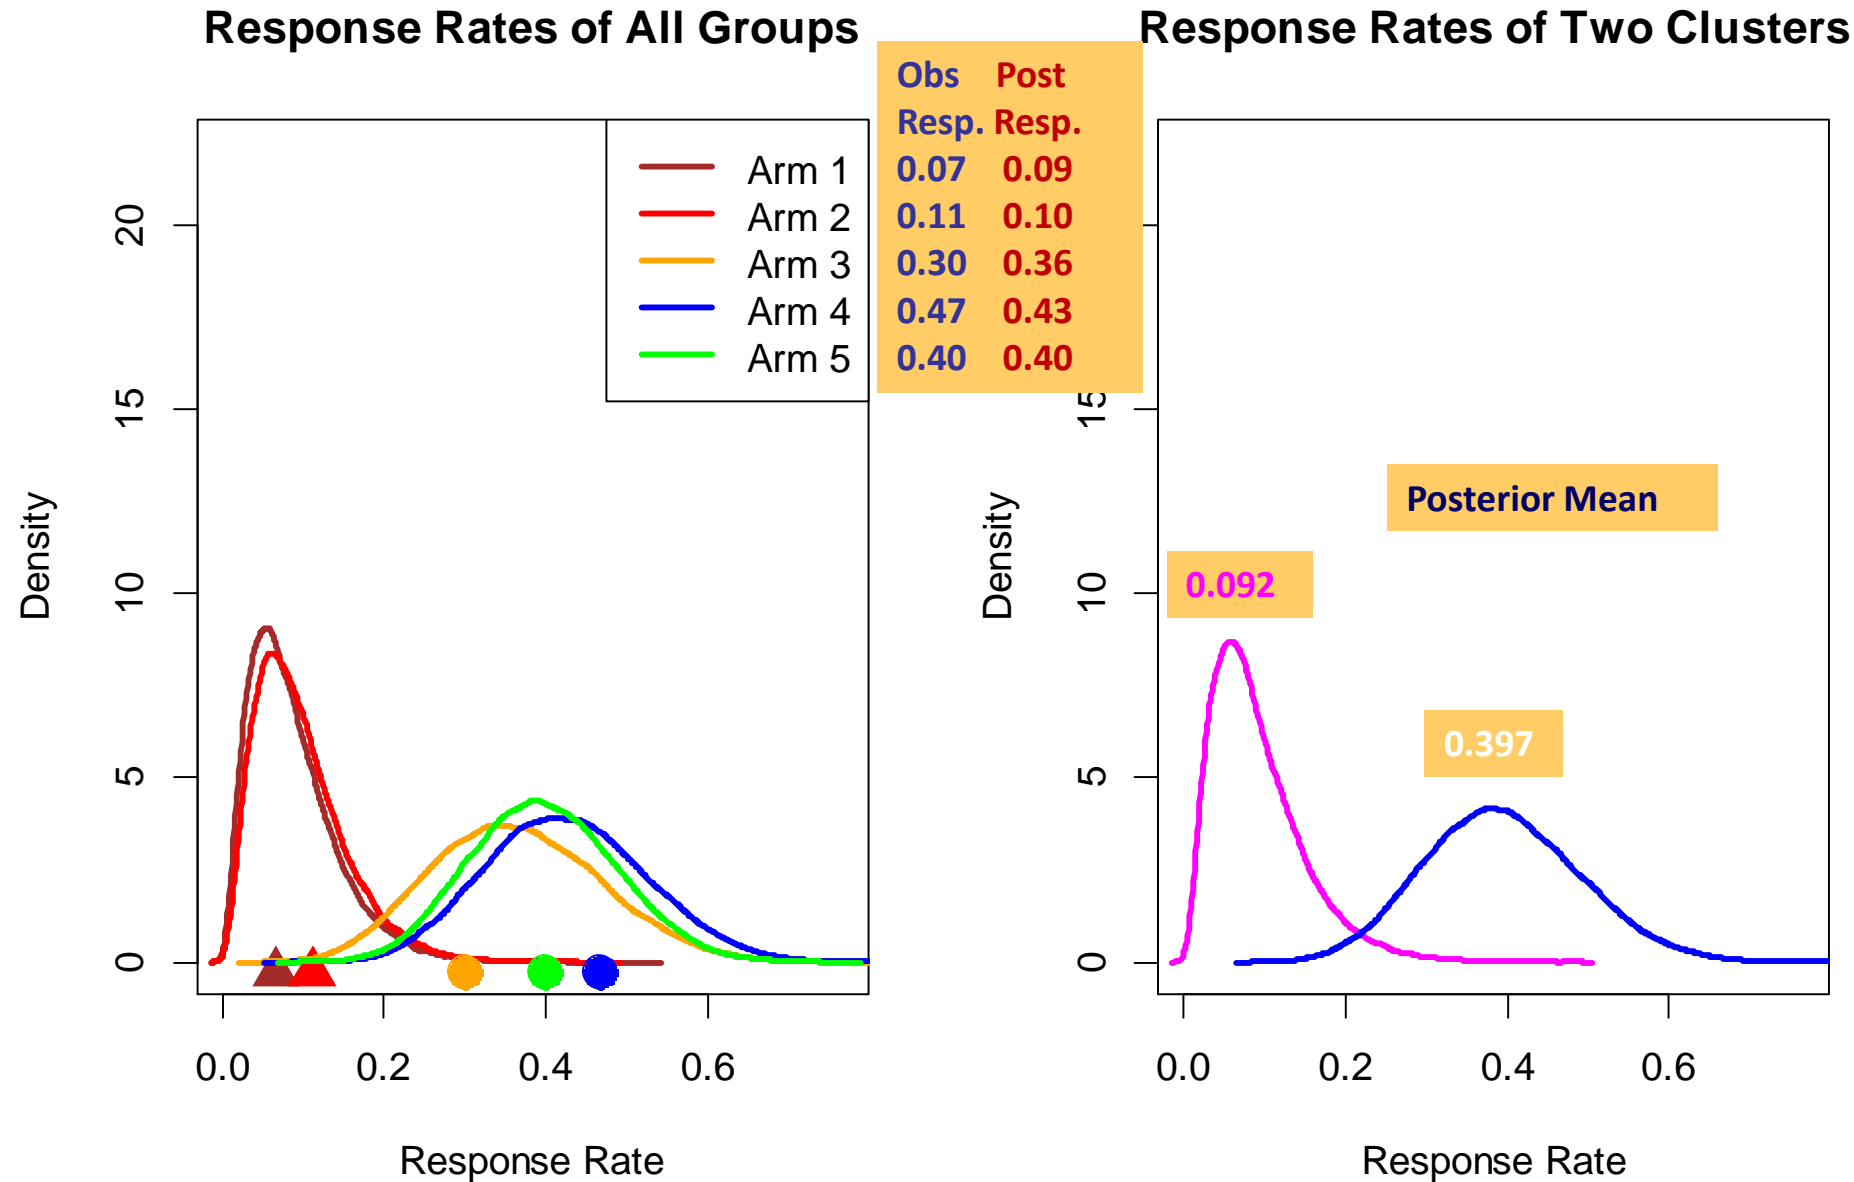 Response Rates of All Groups
Response Rates of Two Clusters
Obs Post
Resp. Resp.
Arm 1 0.07 0.09
Arm 2 0.11 0.10
Arm 3 0.30 0.36
Arm 4 0.47 0.43
Arm 5 0.40 0.40
Density
20
15
10
5
0
0.0 0.2 0.4 0.6
Response Rate
Density
15
10
5
0
Posterior Mean
0.092
0.397
0.0 0.2 0.4 0.6
Response Rate